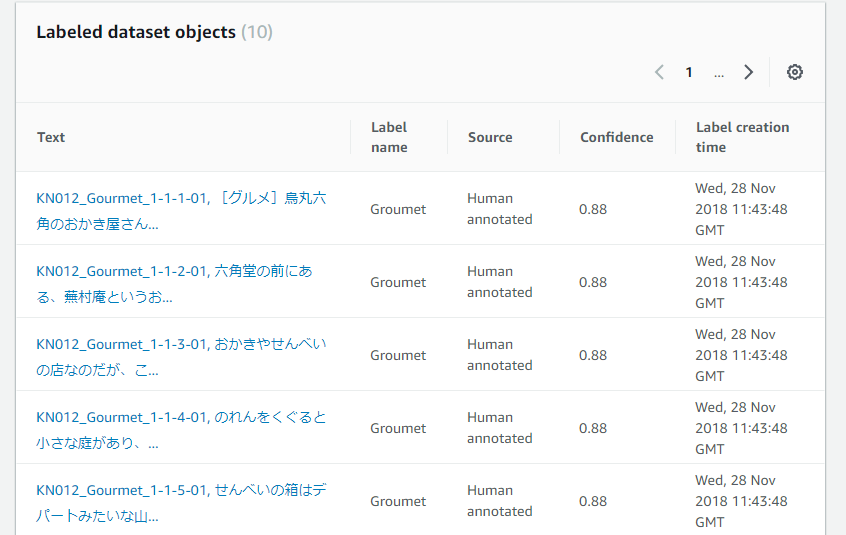 Labeled dataset objects (10)
1 ...
Text
Label name
Source
Confidence
Label creation time
KN012_Gourmet_1-1-1-01, ［グルメ］烏丸六
角のおかき屋さん...
Groumet
Human annotated
0.88
Wed, 28 Nov
2018 11:43:48
GMT
KN012_Gourmet_1-1-2-01, 六角堂の前にあ
る、蕪村庵というお...
Groumet
Human annotated
0.88
Wed, 28 Nov
2018 11:43:48
GMT
KN012_Gourmet_1-1-3-01, おかきやせんべい
の店なのだが、こ...
Groumet
Human annotated
0.88
Wed, 28 Nov
2018 11:43:48
GMT
KN012_Gourmet_1-1-4-01, のれんをくぐると
小さな庭があり、...
Groumet
Human annotated
0.88
Wed, 28 Nov
2018 11:43:48
GMT
KN012_Gourmet_1-1-5-01, せんべいの箱はデ
パートみたいな山...
Groumet
Human annotated
0.88
Wed, 28 Nov
2018 11:43:48
GMT